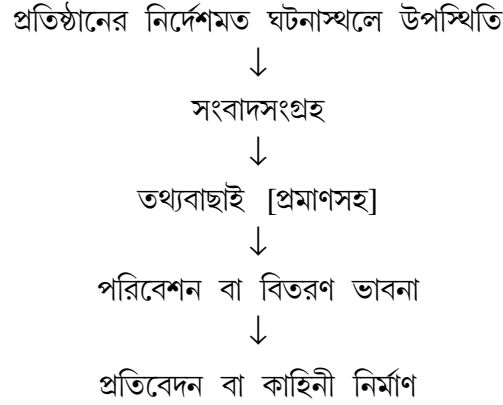 প্রতিষ্ঠানের নির্দেশমত ঘটনাস্থলে উপস্থিতি
↓
সংবাদসংগ্রহ
↓
তথ্যবাছাই [প্রমাণসহ]
↓
পরিবেশন বা বিতরণ ভাবনা
↓
প্রতিবেদন বা কাহিনী নির্মাণ